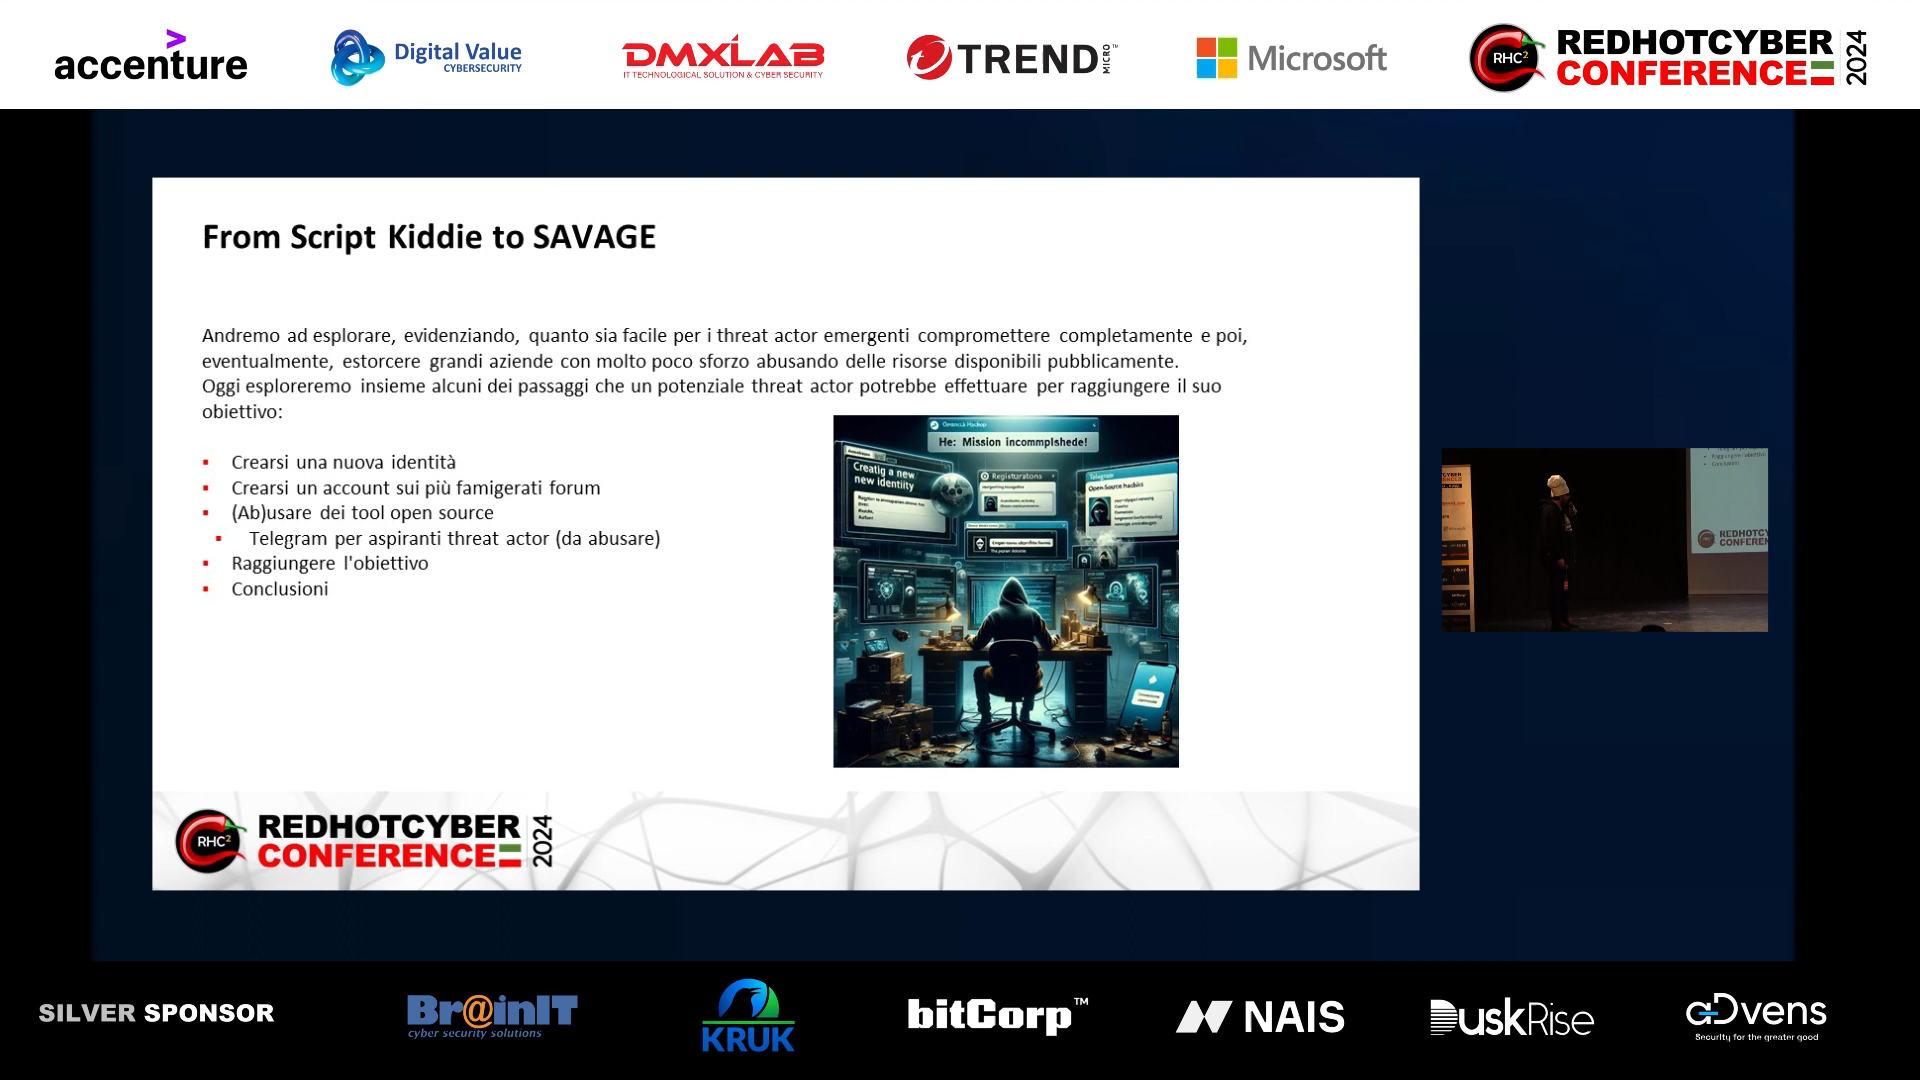 accenture
Digital Value
CYBERSECURITY
DMXLAB
IT TECHNOLOGICAL SOLUTION & CYBER SECURITY
TREND MICRO™
Microsoft
RHC²
REDHOTCYBER
CONFERENCE
2024
From Script Kiddie to SAVAGE
Andremo ad esplorare, evidenziando, quanto sia facile per i threat actor emergenti compromettere completamente e poi,
eventualmente, estorcere grandi aziende con molto poco sforzo abusando delle risorse disponibili pubblicamente.
Oggi esploreremo insieme alcuni dei passaggi che un potenziale threat actor potrebbe effettuare per raggiungere il suo
obiettivo:
▪ Crearsi una nuova identità
▪ Crearsi un account sui più famigerati forum
▪ (Ab)usare dei tool open source
▪ Telegram per aspiranti threat actor (da abusare)
▪ Raggiungere l'obiettivo
▪ Conclusioni
He: Mission incommplshede!
Creatig a new
new identiity
Telegram
RHC²
REDHOTCYBER
CONFERENCE
2024
SILVER SPONSOR
Br@inIT
cyber security solutions
KRUK
bitCorp™
NAIS
DuskRise
aDvens
Security for the greater good